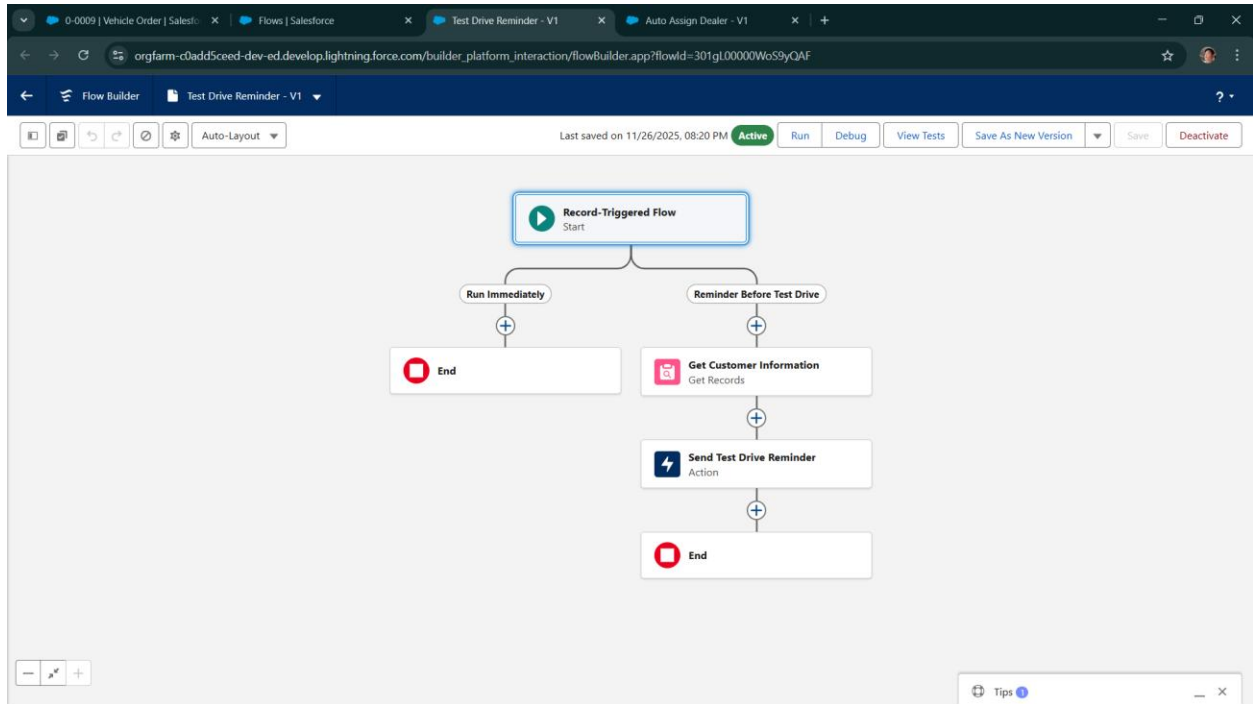 0-0009 | Vehicle Order | Salesfo
Flows | Salesforce
Test Drive Reminder - V1
Auto Assign Dealer - V1
orgfarm-c0add5ceed-dev-ed.develop.lightning.force.com/builder_platform_interaction/flowBuilder.app?flowId=301gL00000WoS9yQAF
Flow Builder
Test Drive Reminder - V1
?
Auto-Layout
Last saved on 11/26/2025, 08:20 PM
Active
Run
Debug
View Tests
Save As New Version
Save
Deactivate
Record-Triggered Flow
Start
Run Immediately
Reminder Before Test Drive
End
Get Customer Information
Get Records
Send Test Drive Reminder
Action
End
Tips 1